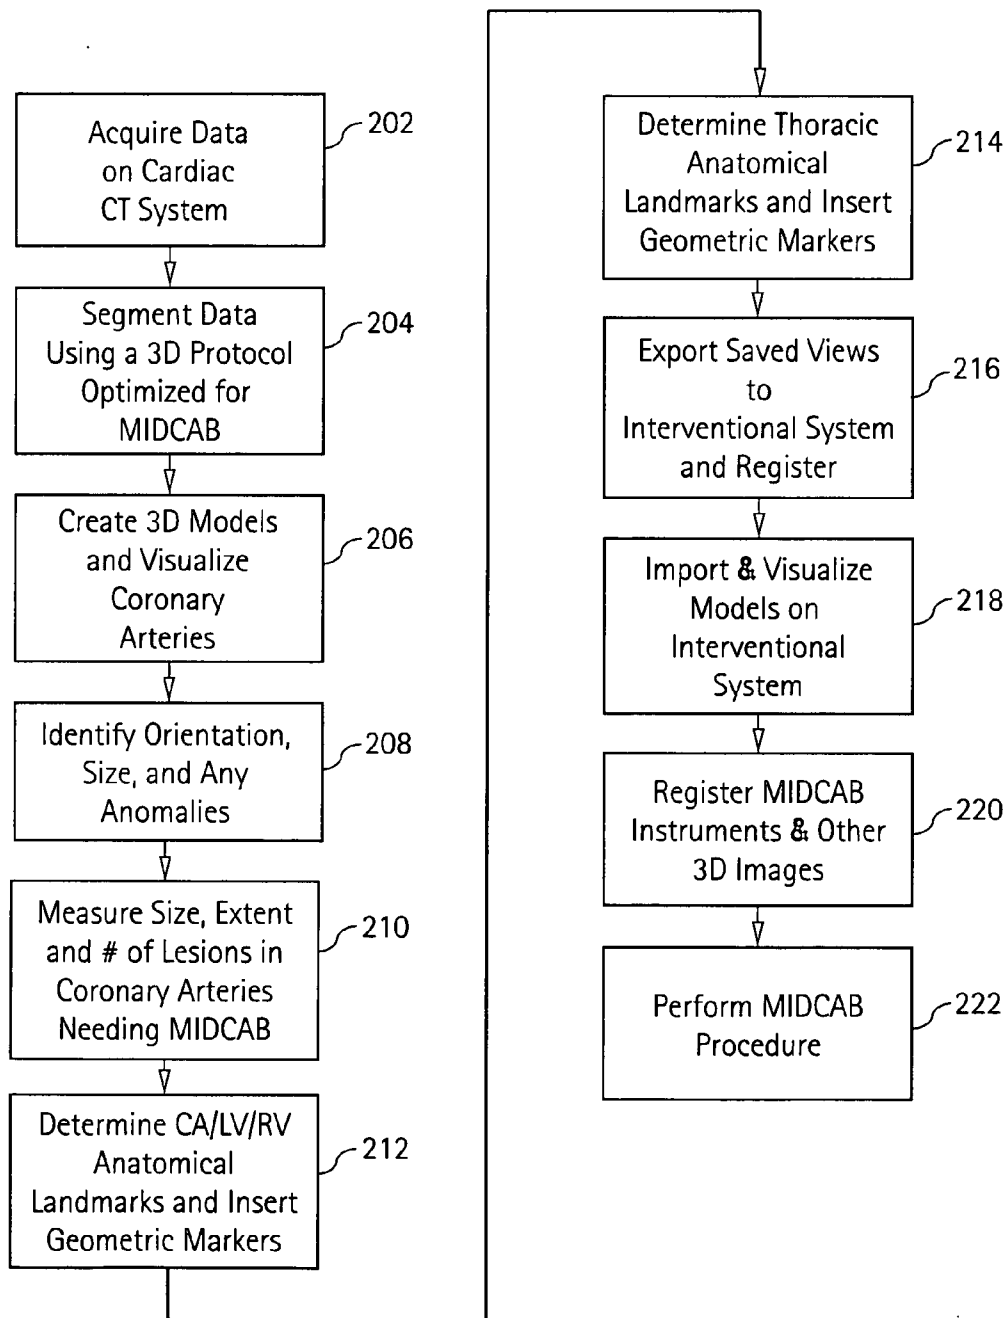 Acquire Data
on Cardiac
CT System
202
Segment Data
Using a 3D Protocol
Optimized for
MIDCAB
204
Create 3D Models
and Visualize
Coronary
Arteries
206
Identify Orientation,
Size, and Any
Anomalies
208
Measure Size, Extent
and # of Lesions in
Coronary Arteries
Needing MIDCAB
210
Determine CA/LV/RV
Anatomical
Landmarks and Insert
Geometric Markers
212
Determine Thoracic
Anatomical
Landmarks and Insert
Geometric Markers
214
Export Saved Views
to
Interventional System
and Register
216
Import & Visualize
Models on
Interventional
System
218
Register MIDCAB
Instruments & Other
3D Images
220
Perform MIDCAB
Procedure
222